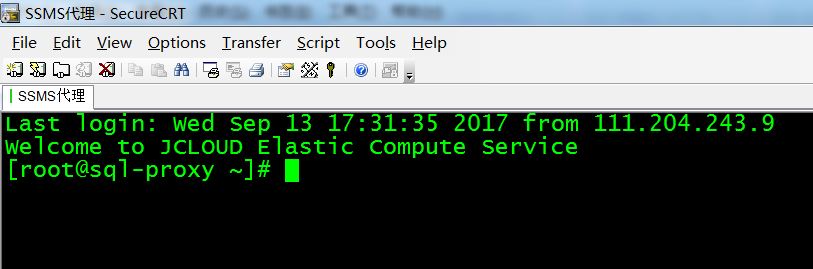 SSMS代理 - SecureCRT
File Edit View Options Transfer Script Tools Help
SSMS代理
Last login: Wed Sep 13 17:31:35 2017 from 111.204.243.9
Welcome to JCLOUD Elastic Compute Service
[root@sql-proxy ~]#